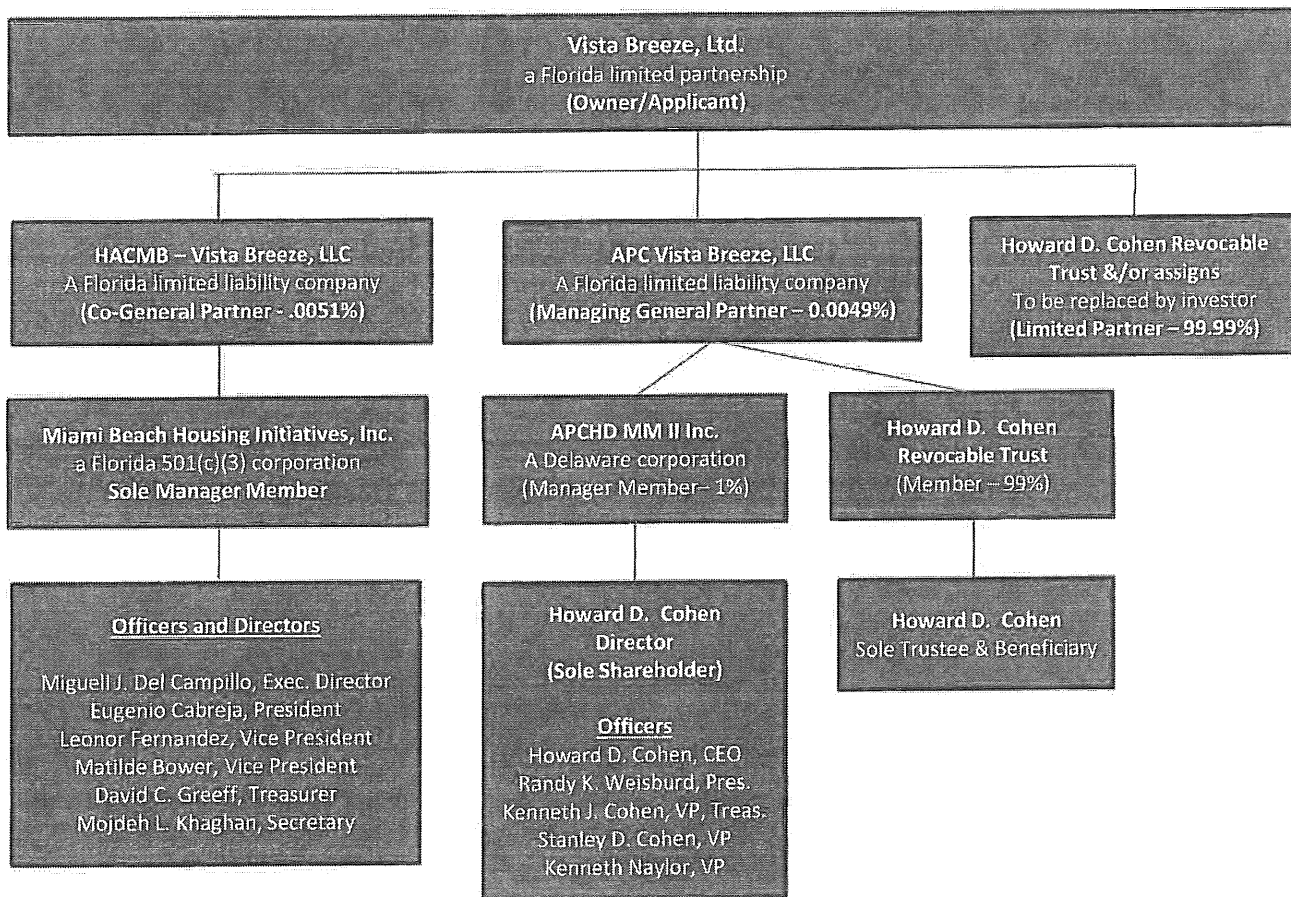 Vista Breeze, Ltd.
a Florida limited partnership
(Owner/Applicant)
HACMB – Vista Breeze, LLC
A Florida limited liability company
(Co-General Partner - .0051%)
APC Vista Breeze, LLC
A Florida limited liability company
(Managing General Partner – 0.0049%)
Howard D. Cohen Revocable
Trust &/or assigns
To be replaced by investor
(Limited Partner – 99.99%)
Miami Beach Housing Initiatives, Inc.
a Florida 501(c)(3) corporation
Sole Manager Member
APCHD MM II Inc.
A Delaware corporation
(Manager Member– 1%)
Howard D. Cohen
Revocable Trust
(Member – 99%)
Officers and Directors
Miguell J. Del Campillo, Exec. Director
Eugenio Cabreja, President
Leonor Fernandez, Vice President
Matilde Bower, Vice President
David C. Greeff, Treasurer
Mojdeh L. Khaghan, Secretary
Howard D. Cohen
Director
(Sole Shareholder)
Officers
Howard D. Cohen, CEO
Randy K. Weisburd, Pres.
Kenneth J. Cohen, VP, Treas.
Stanley D. Cohen, VP
Kenneth Naylor, VP
Howard D. Cohen
Sole Trustee & Beneficiary